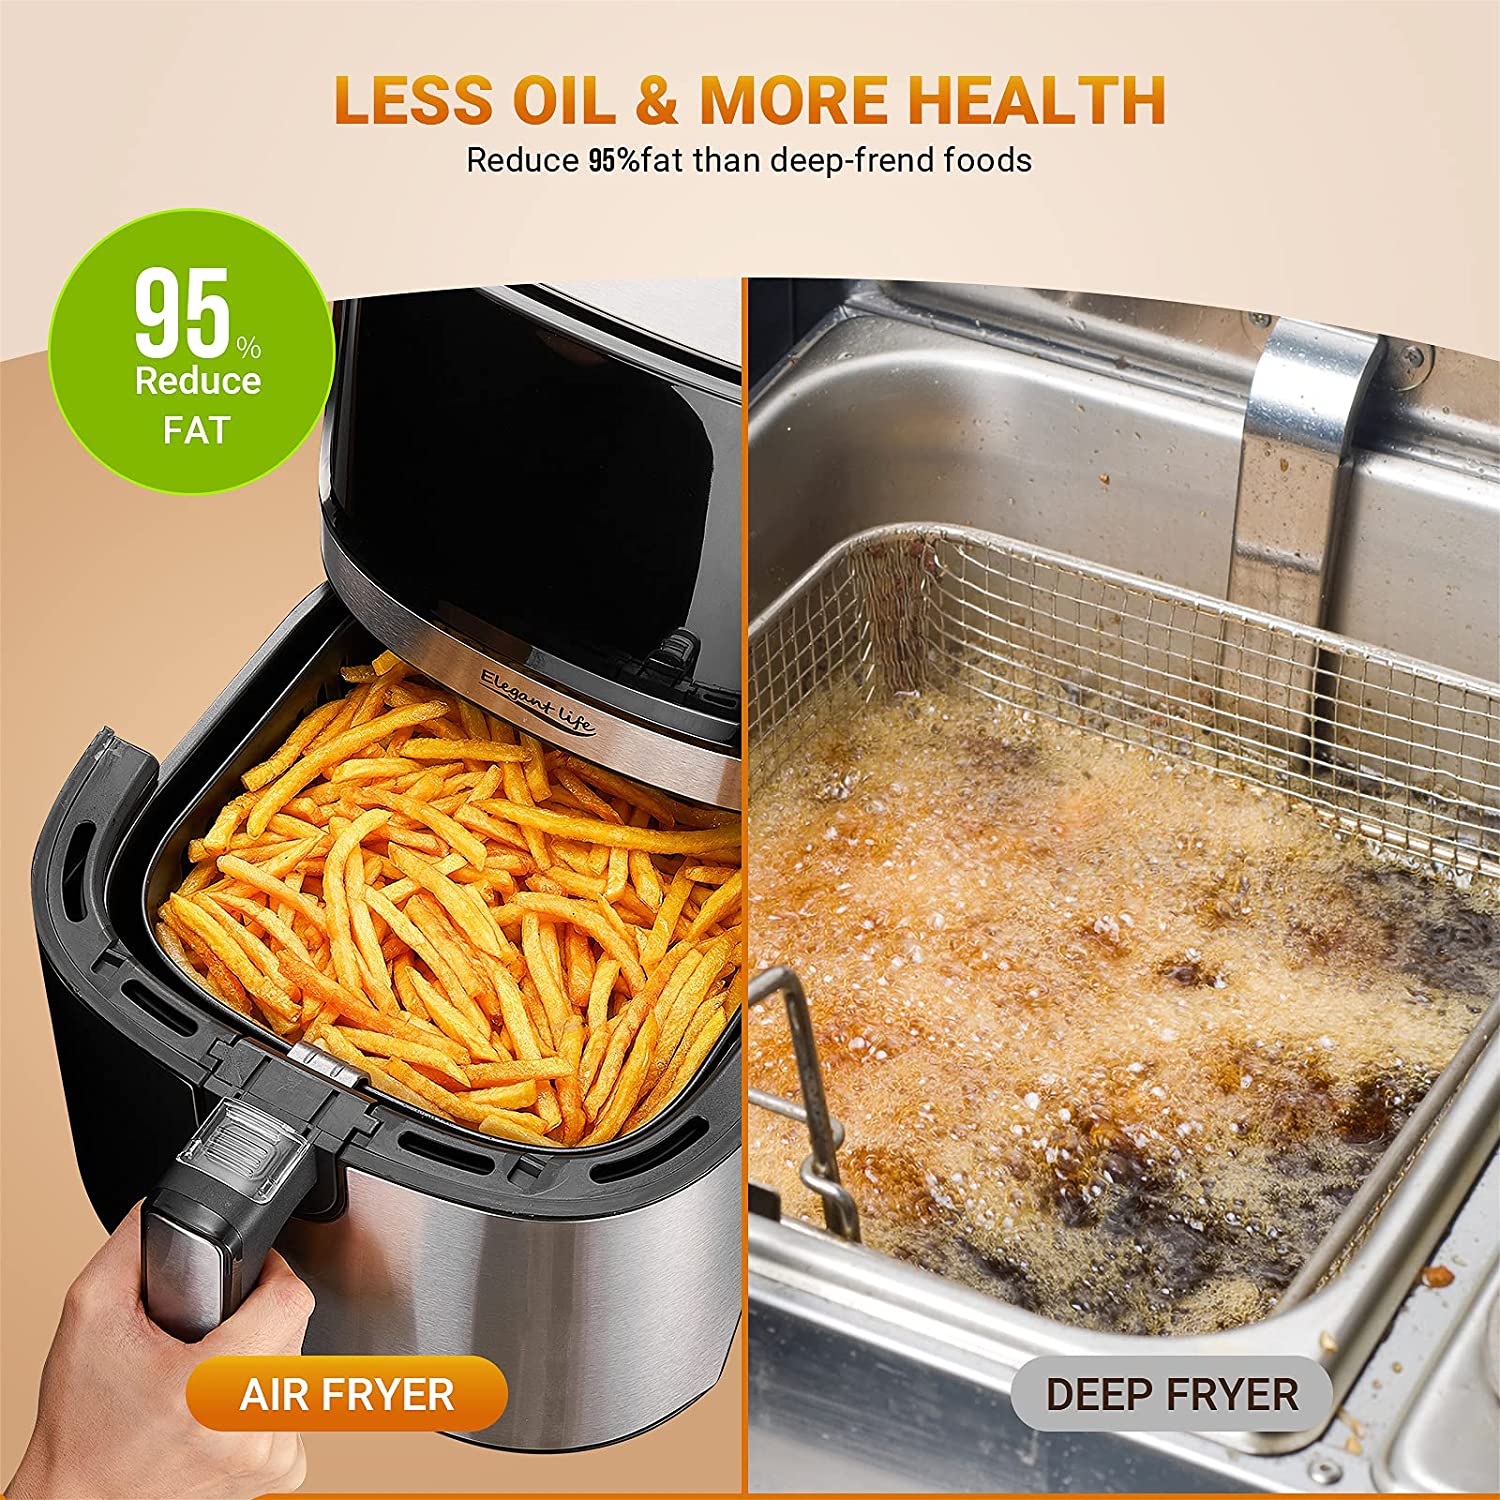 LESS OIL & MORE HEALTH
Reduce 95%fat than deep-frend foods
95%
Reduce
FAT
Elegant life
AIR FRYER
DEEP FRYER